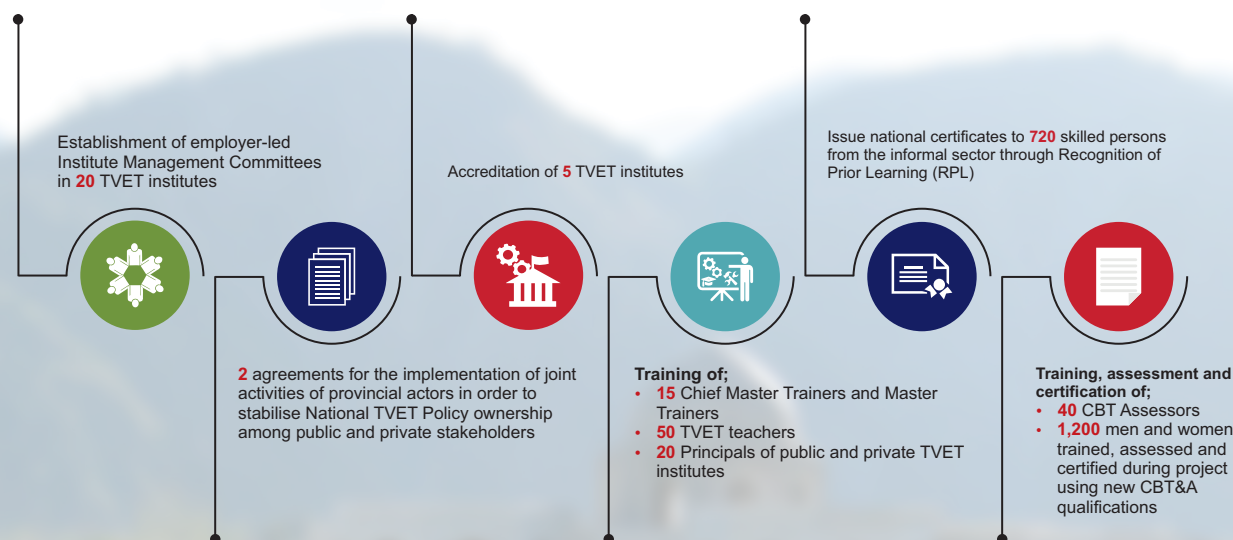 Establishment of employer-led
Institute Management Committees
in 20 TVET institutes
2 agreements for the implementation of joint
activities of provincial actors in order to
stabilise National TVET Policy ownership
among public and private stakeholders
Accreditation of 5 TVET institutes
Training of;
• 15 Chief Master Trainers and Master
Trainers
• 50 TVET teachers
• 20 Principals of public and private TVET
institutes
Issue national certificates to 720 skilled persons
from the informal sector through Recognition of
Prior Learning (RPL)
Training, assessment and
certification of;
• 40 CBT Assessors
• 1,200 men and women
trained, assessed and
certified during project
using new CBT&A
qualifications